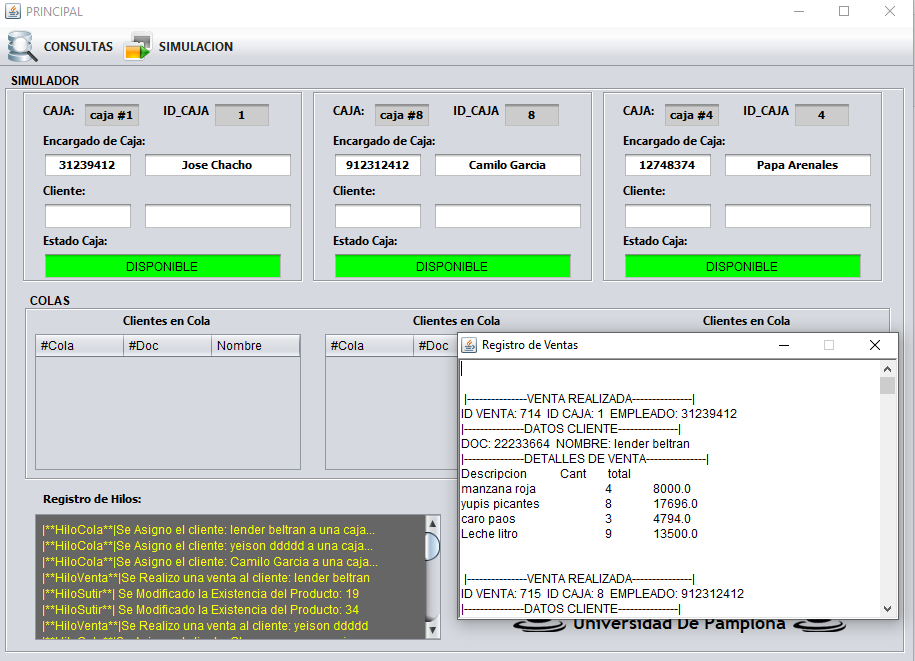 PRINCIPAL
CONSULTAS SIMULACION
SIMULADOR
CAJA: caja #1 ID_CAJA 1
Encargado de Caja:
31239412 Jose Chacho
Cliente:
Estado Caja:
DISPONIBLE
CAJA: caja #8 ID_CAJA 8
Encargado de Caja:
912312412 Camilo Garcia
Cliente:
Estado Caja:
DISPONIBLE
CAJA: caja #4 ID_CAJA 4
Encargado de Caja:
12748374 Papa Arenales
Cliente:
Estado Caja:
DISPONIBLE
COLAS
Clientes en Cola
#Cola #Doc Nombre
Clientes en Cola
#Cola #Doc
Clientes en Cola
Registro de Hilos:
|**HiloCola**|Se Asigno el cliente: lender beltran a una caja...
|**HiloCola**|Se Asigno el cliente: yeison ddddd a una caja...
|**HiloCola**|Se Asigno el cliente: Camilo Garcia a una caja...
|**HiloVenta**|Se Realizo una venta al cliente: lender beltran
|**HiloSutir**| Se Modificado la Existencia del Producto: 19
|**HiloSutir**| Se Modificado la Existencia del Producto: 34
|**HiloVenta**|Se Realizo una venta al cliente: yeison ddddd
Registro de Ventas
|---------------VENTA REALIZADA---------------|
ID VENTA: 714 ID CAJA: 1 EMPLEADO: 31239412
|---------------DATOS CLIENTE---------------|
DOC: 22233664 NOMBRE: lender beltran
|---------------DETALLES DE VENTA---------------|
Descripcion Cant total
manzana roja 4 8000.0
yupis picantes 8 17696.0
caro paos 3 4794.0
Leche litro 9 13500.0
|---------------VENTA REALIZADA---------------|
ID VENTA: 715 ID CAJA: 8 EMPLEADO: 912312412
|---------------DATOS CLIENTE---------------|
Universidad De Pamplona